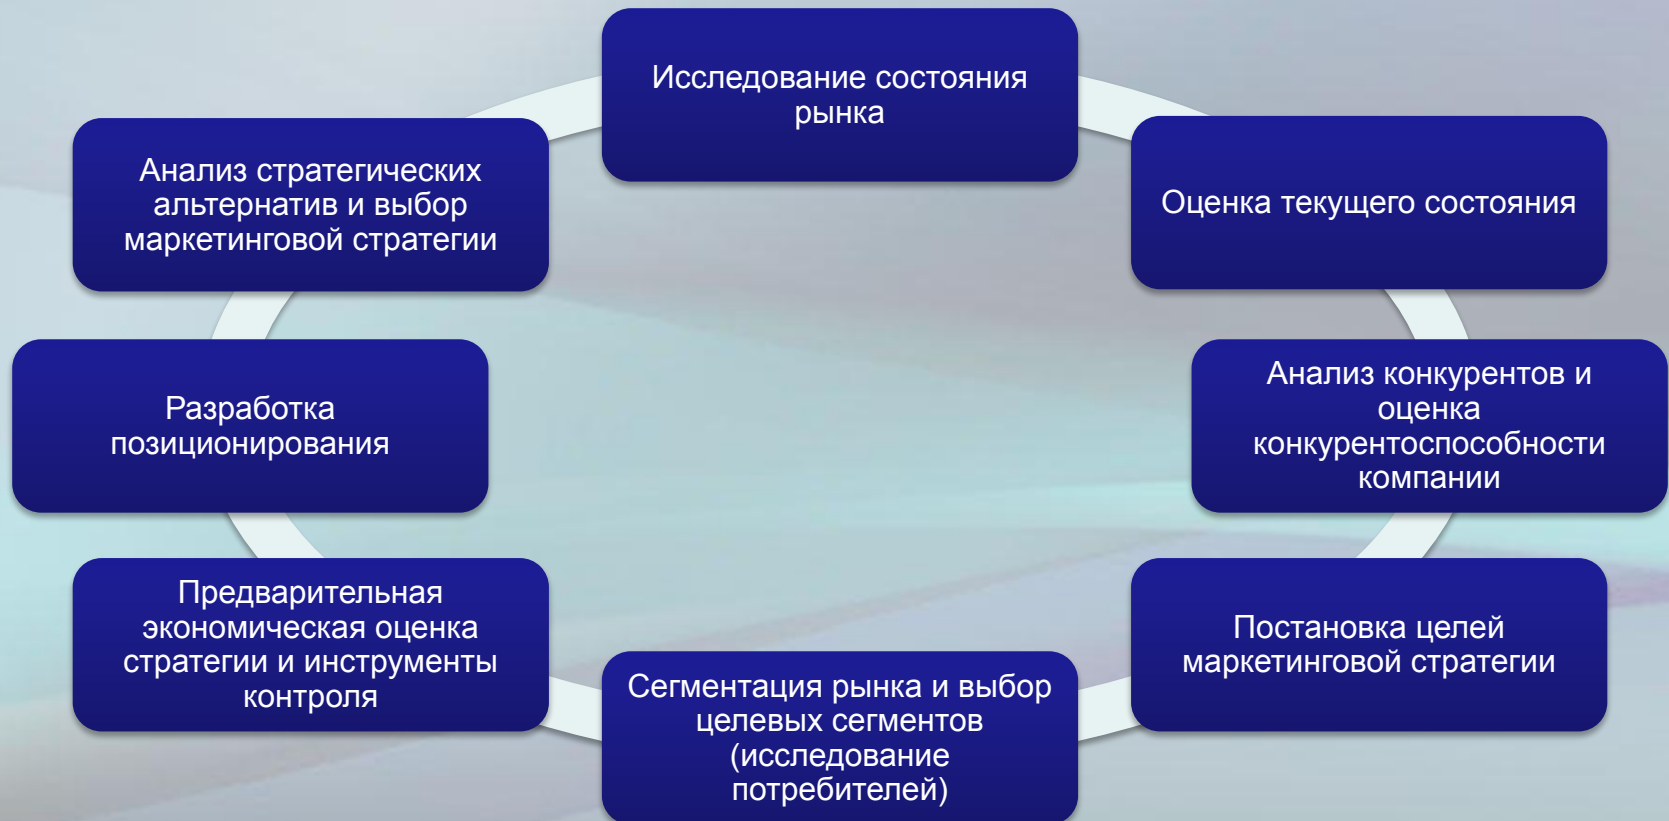 Исследование состояния
рынка
Оценка текущего состояния
Анализ конкурентов и
оценка
конкурентоспособности
компании
Постановка целей
маркетинговой стратегии
Сегментация рынка и выбор
целевых сегментов
(исследование
потребителей)
Предварительная
экономическая оценка
стратегии и инструменты
контроля
Разработка
позиционирования
Анализ стратегических
альтернатив и выбор
маркетинговой стратегии